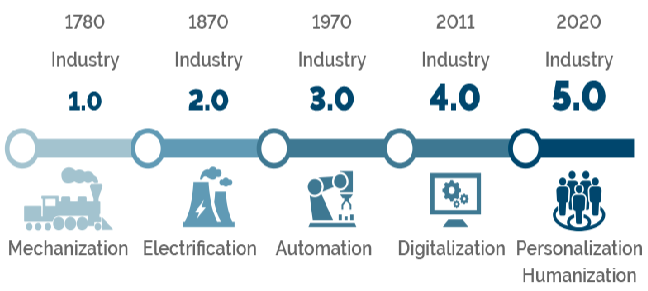 1780 1870 1970 2011 2020
Industry Industry Industry Industry Industry
1.0 2.0 3.0 4.0 5.0
Mechanization Electrification Automation Digitalization Personalization
Humanization